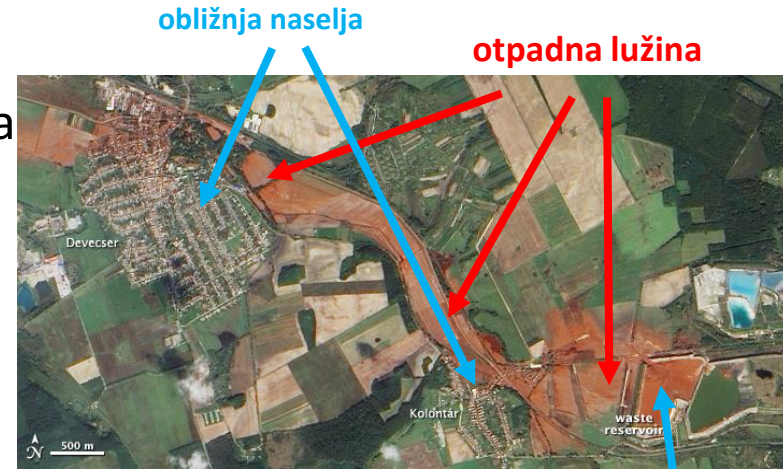 obližnja naselja
otpadna lužina
a
Devecser
Kolontár
waste
reservoir
N
500 m